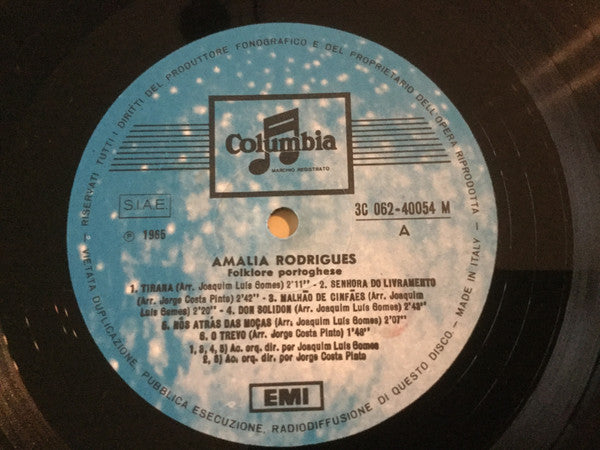 RISERVATI TUTTI I DIRITTI DEL PRODUTTORE FONOGRAFICO E DEL PROPRIETARIO DELL'OPERA RIPRODOTTA
Columbia
MARCHIO REGISTRATO
S.I.A.E.
3C 062-40054 M
℗ 1965
A
AMALIA RODRIGUES
Folklore portoghese
1. TIRANA (Arr. Joaquim Luis Gomes) 2'11" - 2. SENHORA DO LIVRAMENTO
(Arr. Jorge Costa Pinto) 2'42" - 3. MALHÃO DE CINFÃES (Arr. Joaquim
Luis Gomes) 2'20" - 4. DON SOLIDON (Arr. Joaquim Luis Gomes) 2'48"
5. NÓS ATRÁS DAS MOÇAS (Arr. Joaquim Luis Gomes) 2'07"
6. O TREVO (Arr. Jorge Costa Pinto) 1'48"
1, 3, 4, 5) Ac. orq. dir. por Joaquim Luis Gomes
2, 6) Ac. orq. dir. por Jorge Costa Pinto
EMI
VIETATA DUPLICAZIONE, PUBBLICA ESECUZIONE, RADIODIFFUSIONE DI QUESTO DISCO - MADE IN ITALY -